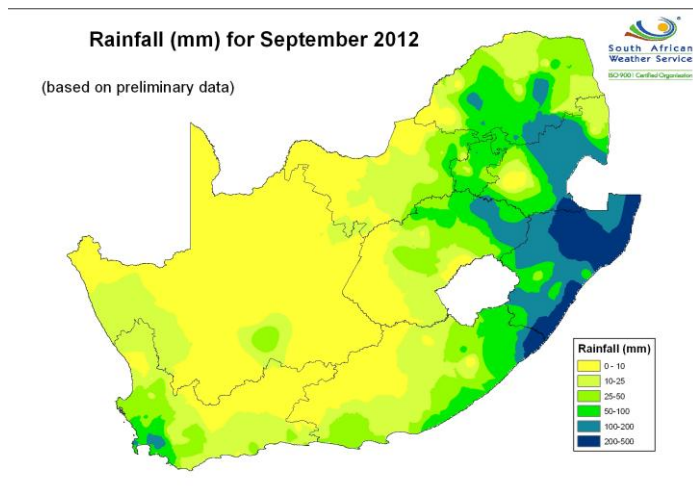 Rainfall (mm) for September 2012
(based on preliminary data)
South African
Weather Service
ISO 9001 Certified Organisation
Rainfall (mm)
0 - 10
10-25
25-50
50-100
100-200
200-500